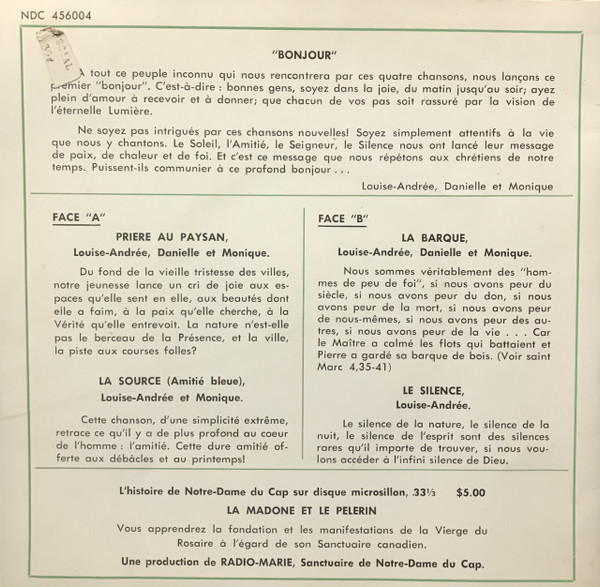 NDC 456004
"BONJOUR"
A tout ce peuple inconnu qui nous rencontrera par ces quatre chansons, nous lançons ce
premier "bonjour". C'est-à-dire : bonnes gens, soyez dans la joie, du matin jusqu'au soir; ayez
plein d'amour à recevoir et à donner; que chacun de vos pas soit rassuré par la vision de
l'éternelle Lumière.
Ne soyez pas intrigués par ces chansons nouvelles! Soyez simplement attentifs à la vie
que nous y chantons. Le Soleil, l'Amitié, le Seigneur, le Silence nous ont lancé leur message
de paix, de chaleur et de foi. Et c'est ce message que nous répétons aux chrétiens de notre
temps. Puissent-ils communier à ce profond bonjour . . .
Louise-Andrée, Danielle et Monique
FACE "A"
PRIERE AU PAYSAN,
Louise-Andrée, Danielle et Monique.
Du fond de la vieille tristesse des villes,
notre jeunesse lance un cri de joie aux es-
paces qu'elle sent en elle, aux beautés dont
elle a faim, à la paix qu'elle cherche, à la
Vérité qu'elle entrevoit. La nature n'est-elle
pas le berceau de la Présence, et la ville,
la piste aux courses folles?
LA SOURCE (Amitié bleue),
Louise-Andrée et Monique.
Cette chanson, d'une simplicité extrême,
retrace ce qu'il y a de plus profond au coeur
de l'homme : l'amitié. Cette dure amitié of-
ferte aux débâcles et au printemps!
FACE "B"
LA BARQUE,
Louise-Andrée, Danielle et Monique.
Nous sommes véritablement des "hom-
mes de peu de foi", si nous avons peur du
siècle, si nous avons peur du don, si nous
avons peur de la mort, si nous avons peur
de nous-mêmes, si nous avons peur des au-
tres, si nous avons peur de la vie . . . Car
le Maître a calmé les flots qui battaient et
Pierre a gardé sa barque de bois. (Voir saint
Marc 4,35-41)
LE SILENCE,
Louise-Andrée.
Le silence de la nature, le silence de la
nuit, le silence de l'esprit sont des silences
rares qu'il importe de trouver, si nous vou-
lons accéder à l'infini silence de Dieu.
L'histoire de Notre-Dame du Cap sur disque microsillon, .33⅓ $5.00
LA MADONE ET LE PELERIN
Vous apprendrez la fondation et les manifestations de la Vierge du
Rosaire à l'égard de son Sanctuaire canadien.
Une production de RADIO-MARIE, Sanctuaire de Notre-Dame du Cap.